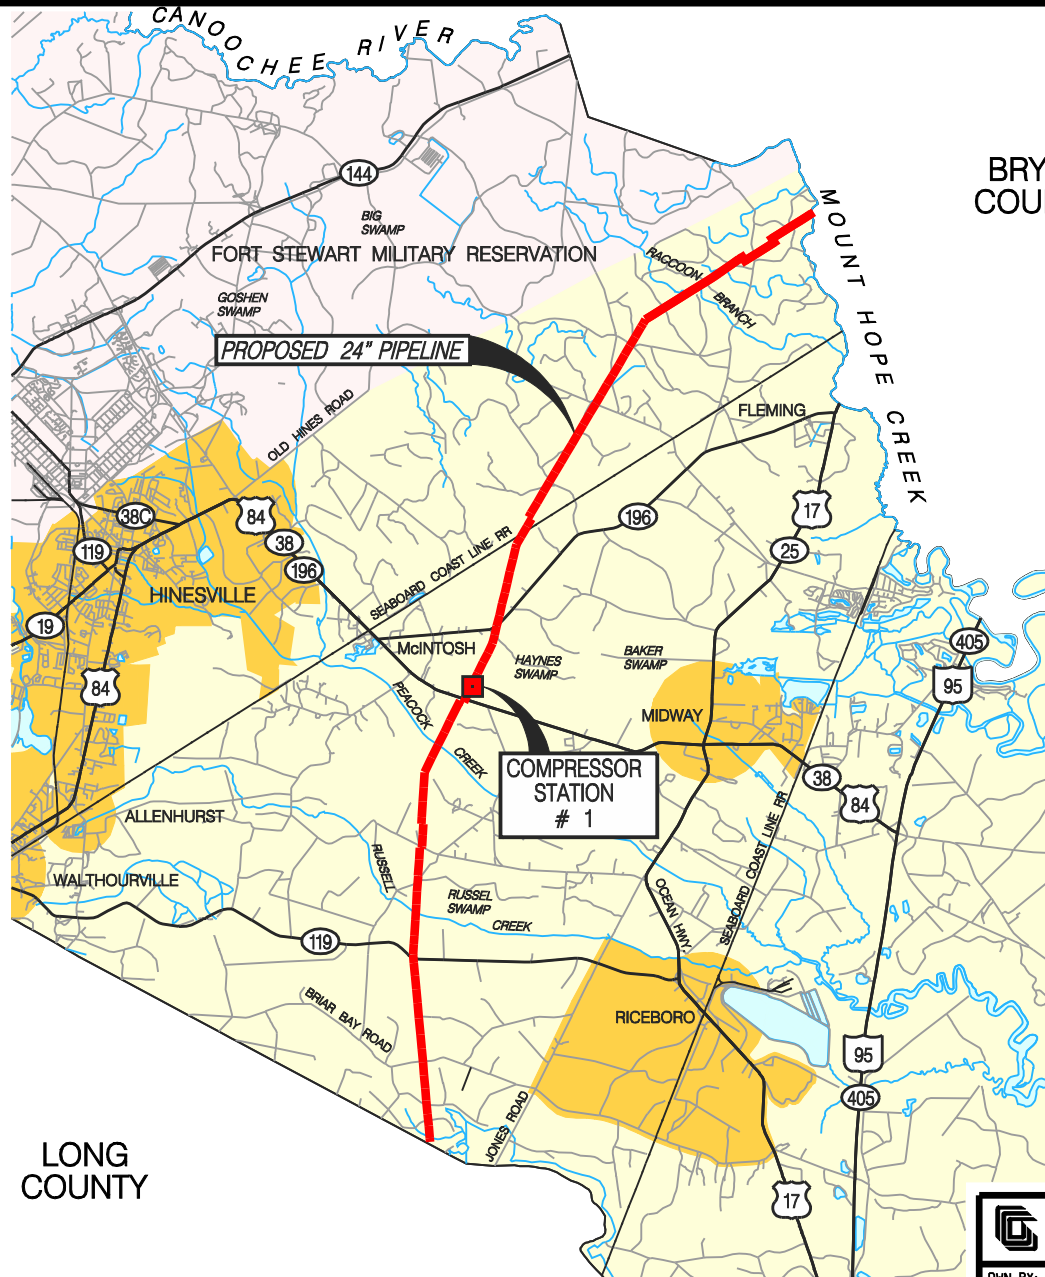 CANOOCHEE RIVER
BRY
COU
144
BIG
SWAMP
FORT STEWART MILITARY RESERVATION
MOUNT HOPE CREEK
RACCOON
BRANCH
GOSHEN
SWAMP
PROPOSED 24" PIPELINE
OLD HINES ROAD
FLEMING
38C
84
17
196
119
38
25
196
SEABOARD COAST LINE RR
HINESVILLE
19
McINTOSH
405
HAYNES
SWAMP
BAKER
SWAMP
84
95
PEACOCK
CREEK
MIDWAY
COMPRESSOR
STATION
# 1
38
84
ALLENHURST
SEABOARD COAST LINE RR
RUSSELL
CREEK
WALTHOURVILLE
RUSSEL
SWAMP
OCEAN HWY.
119
BRIAR BAY ROAD
RICEBORO
95
405
JONES ROAD
LONG
COUNTY
17
DWN BY: